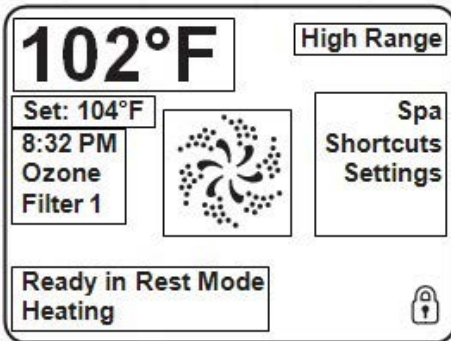 102°F
High Range
Set: 104°F
8:32 PM
Ozone
Filter 1
Spa
Shortcuts
Settings
Ready in Rest Mode
Heating